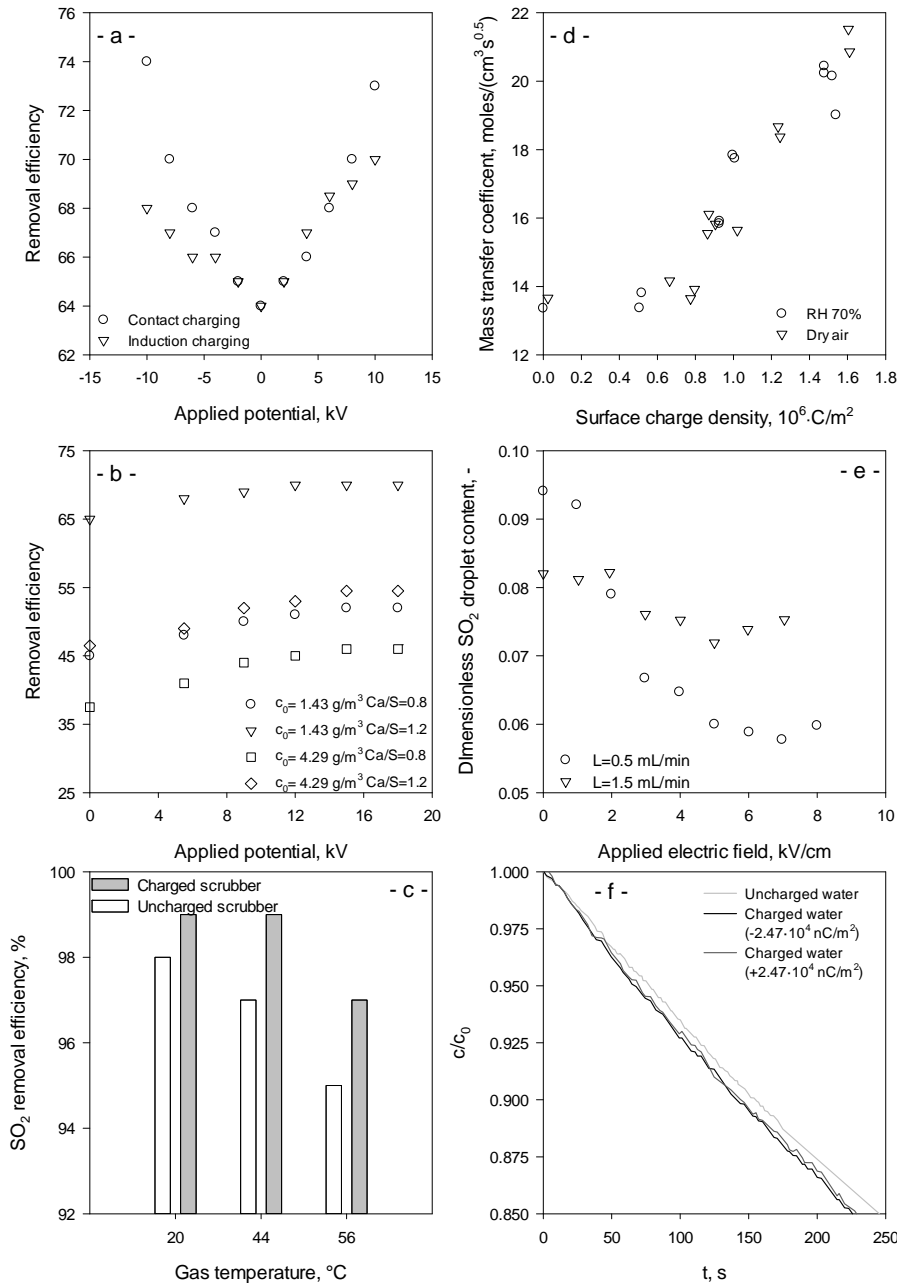 - a -
Removal efficiency
76
74
72
70
68
66
64
62
Contact charging
Induction charging
-15 -10 -5 0 5 10 15
Applied potential, kV
- d -
Mass transfer coefficent, moles/(cm³ s⁰·⁵)
22
20
18
16
14
12
RH 70%
Dry air
0.0 0.2 0.4 0.6 0.8 1.0 1.2 1.4 1.6 1.8
Surface charge density, 10⁶·C/m²
- b -
Removal efficiency
75
65
55
45
35
25
c₀= 1.43 g/m³ Ca/S=0.8
c₀= 1.43 g/m³ Ca/S=1.2
c₀= 4.29 g/m³ Ca/S=0.8
c₀= 4.29 g/m³ Ca/S=1.2
0 4 8 12 16 20
Applied potential, kV
- e -
DImensionless SO₂ droplet content, -
0.10
0.09
0.08
0.07
0.06
0.05
L=0.5 mL/min
L=1.5 mL/min
0 2 4 6 8 10
Applied electric field, kV/cm
- c -
SO₂ removal efficiency, %
100
98
96
94
92
Charged scrubber
Uncharged scrubber
20 44 56
Gas temperature, °C
- f -
c/c₀
1.000
0.975
0.950
0.925
0.900
0.875
0.850
Uncharged water
Charged water
(-2.47·10⁴ nC/m²)
Charged water
(+2.47·10⁴ nC/m²)
0 50 100 150 200 250
t, s